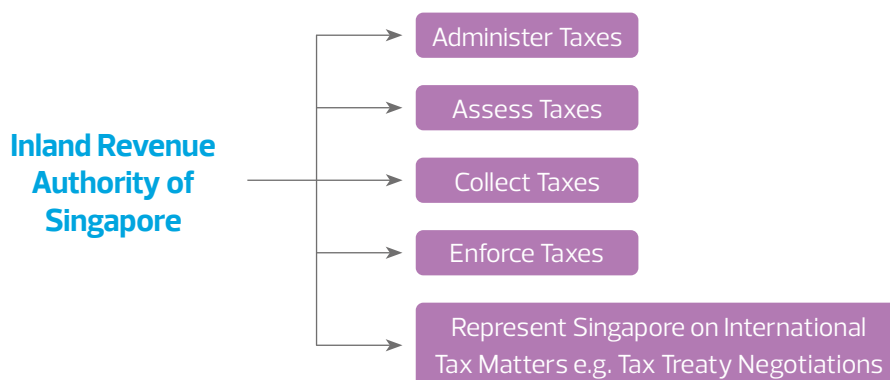 Inland Revenue
Authority of
Singapore
Administer Taxes
Assess Taxes
Collect Taxes
Enforce Taxes
Represent Singapore on International
Tax Matters e.g. Tax Treaty Negotiations